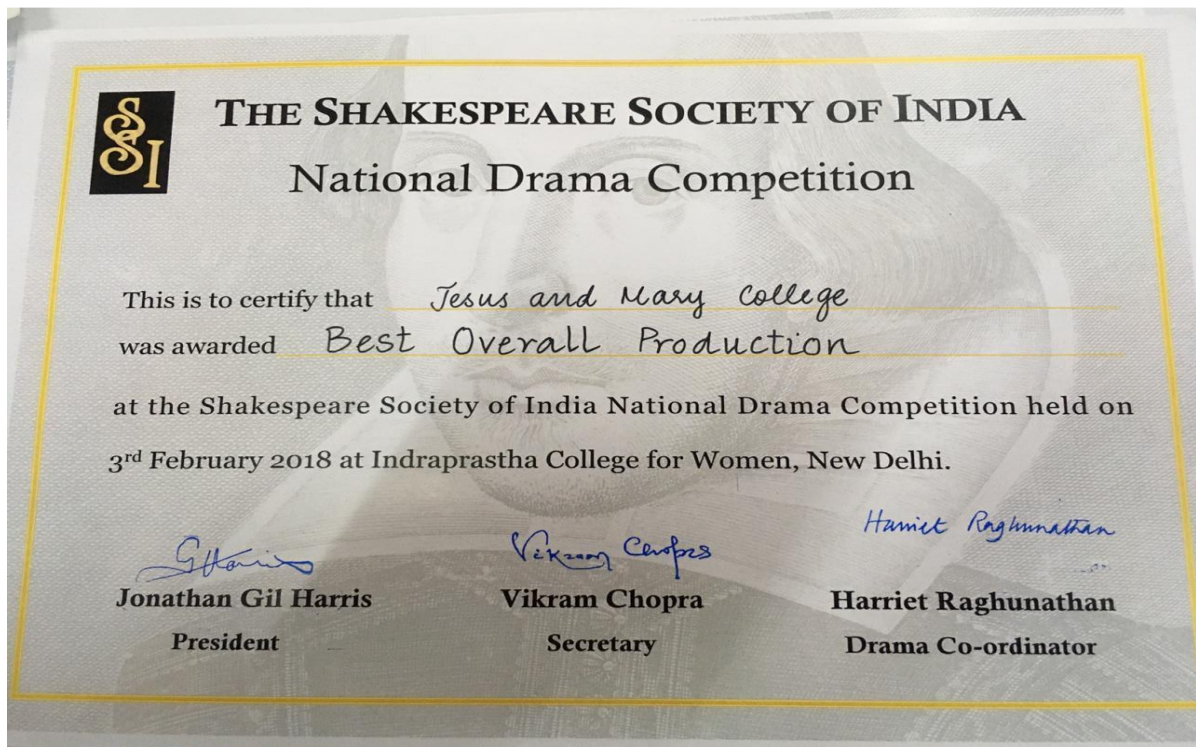 SSI
THE SHAKESPEARE SOCIETY OF INDIA
National Drama Competition
This is to certify that Jesus and Mary College
was awarded Best Overall Production
at the Shakespeare Society of India National Drama Competition held on
3rd February 2018 at Indraprastha College for Women, New Delhi.
GHarris Vikram Chopra Harriet Raghunathan
Jonathan Gil Harris Vikram Chopra Harriet Raghunathan
President Secretary Drama Co-ordinator